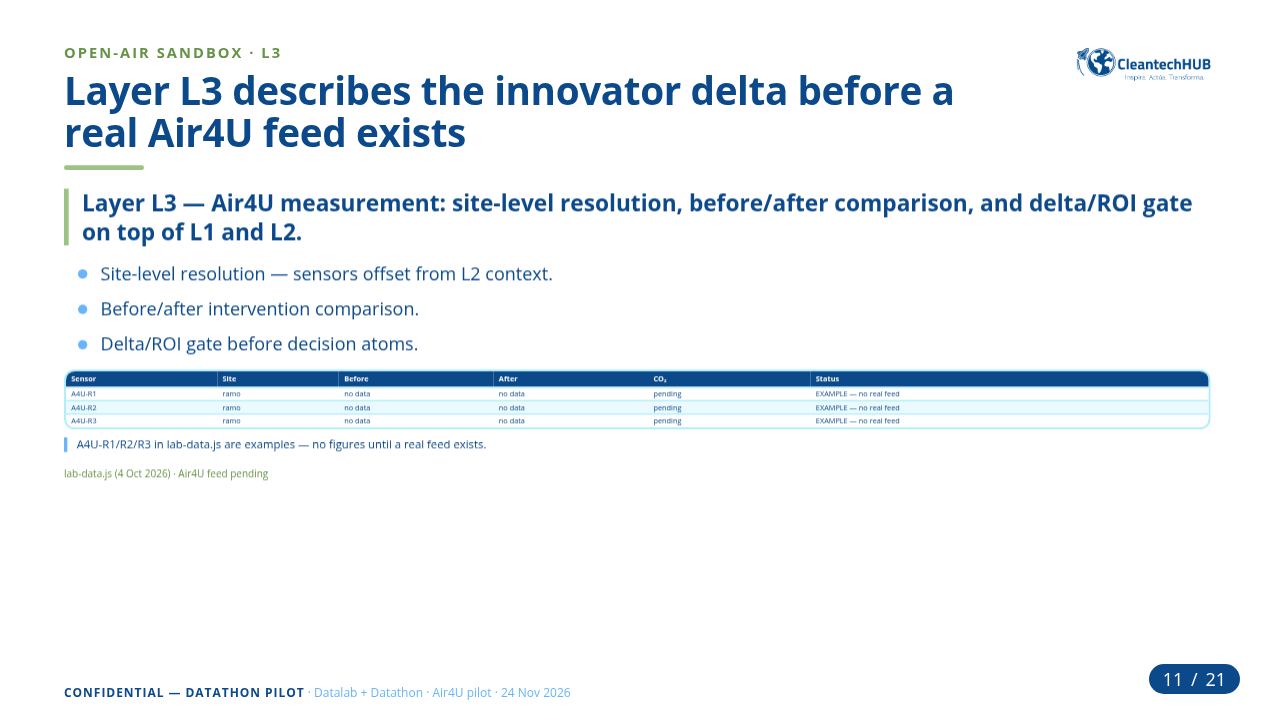 OPEN-AIR SANDBOX · L3
CleantechHUB
Inspira. Actúa. Transforma.
Layer L3 describes the innovator delta before a
real Air4U feed exists
Layer L3 — Air4U measurement: site-level resolution, before/after comparison, and delta/ROI gate
on top of L1 and L2.
Site-level resolution — sensors offset from L2 context.
Before/after intervention comparison.
Delta/ROI gate before decision atoms.
Sensor Site Before After CO₂ Status
A4U-R1 ramo no data no data pending EXAMPLE — no real feed
A4U-R2 ramo no data no data pending EXAMPLE — no real feed
A4U-R3 ramo no data no data pending EXAMPLE — no real feed
A4U-R1/R2/R3 in lab-data.js are examples — no figures until a real feed exists.
lab-data.js (4 Oct 2026) · Air4U feed pending
CONFIDENTIAL — DATATHON PILOT · Datalab + Datathon · Air4U pilot · 24 Nov 2026
11 / 21